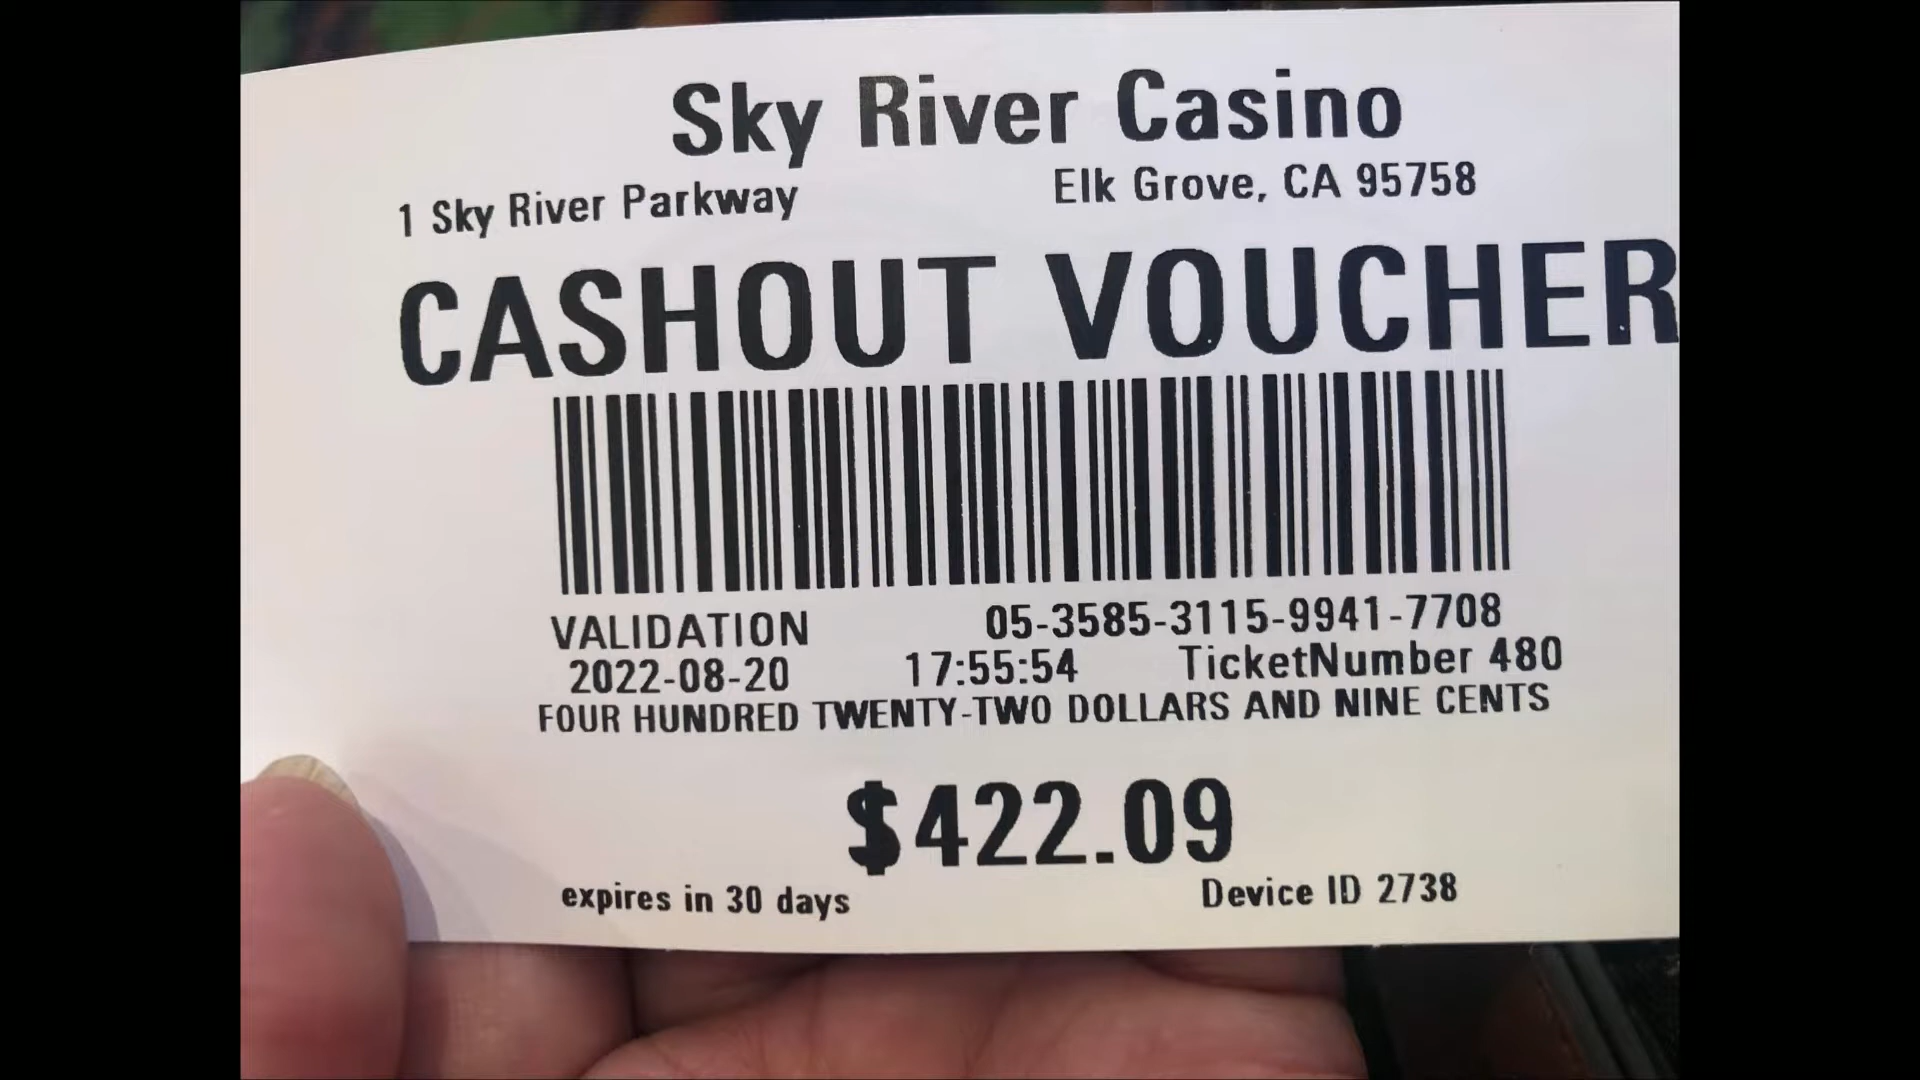 Sky River Casino
1 Sky River Parkway Elk Grove, CA 95758
CASHOUT VOUCHER
VALIDATION 05-3585-3115-9941-7708
2022-08-20 17:55:54 TicketNumber 480
FOUR HUNDRED TWENTY-TWO DOLLARS AND NINE CENTS
$422.09
expires in 30 days Device ID 2738